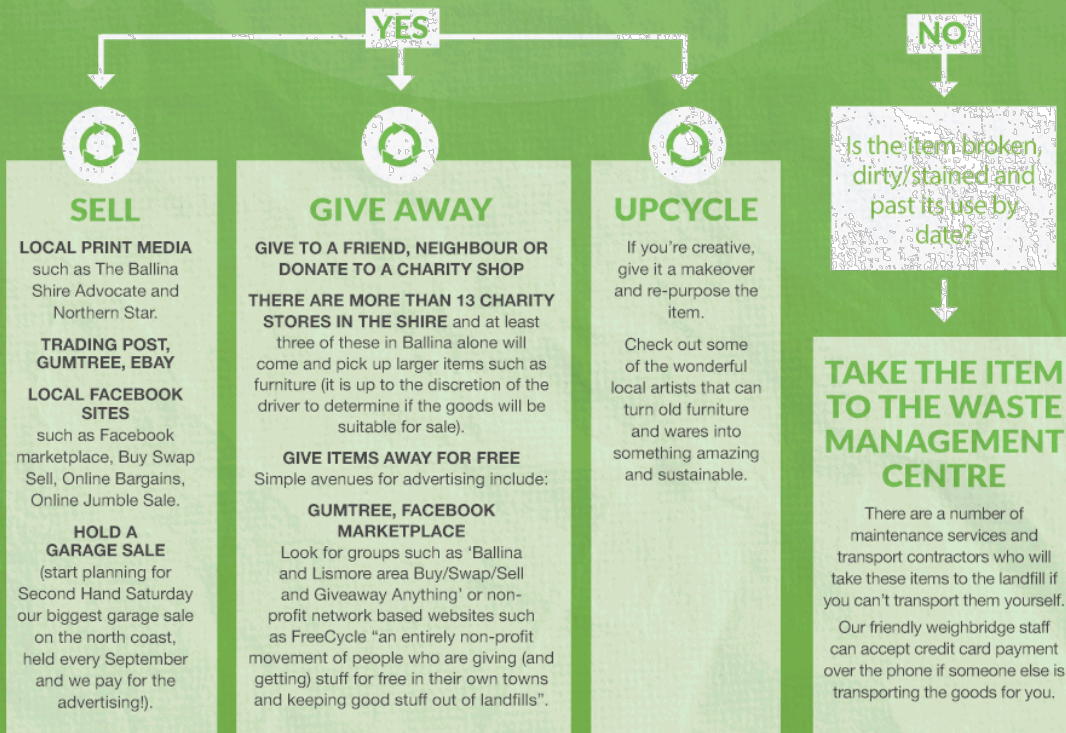 YES
NO
SELL
LOCAL PRINT MEDIA
such as The Ballina
Shire Advocate and
Northern Star.
TRADING POST,
GUMTREE, EBAY
LOCAL FACEBOOK
SITES
such as Facebook
marketplace, Buy Swap
Sell, Online Bargains,
Online Jumble Sale.
HOLD A
GARAGE SALE
(start planning for
Second Hand Saturday
our biggest garage sale
on the north coast,
held every September
and we pay for the
advertising!).
GIVE AWAY
GIVE TO A FRIEND, NEIGHBOUR OR
DONATE TO A CHARITY SHOP
THERE ARE MORE THAN 13 CHARITY
STORES IN THE SHIRE and at least
three of these in Ballina alone will
come and pick up larger items such as
furniture (it is up to the discretion of the
driver to determine if the goods will be
suitable for sale).
GIVE ITEMS AWAY FOR FREE
Simple avenues for advertising include:
GUMTREE, FACEBOOK
MARKETPLACE
Look for groups such as ‘Ballina
and Lismore area Buy/Swap/Sell
and Giveaway Anything’ or non-
profit network based websites such
as FreeCycle “an entirely non-profit
movement of people who are giving (and
getting) stuff for free in their own towns
and keeping good stuff out of landfills”.
UPCYCLE
If you’re creative,
give it a makeover
and re-purpose the
item.
Check out some
of the wonderful
local artists that can
turn old furniture
and wares into
something amazing
and sustainable.
Is the item broken,
dirty/stained and
past its use by
date?
TAKE THE ITEM
TO THE WASTE
MANAGEMENT
CENTRE
There are a number of
maintenance services and
transport contractors who will
take these items to the landfill if
you can’t transport them yourself.
Our friendly weighbridge staff
can accept credit card payment
over the phone if someone else is
transporting the goods for you.